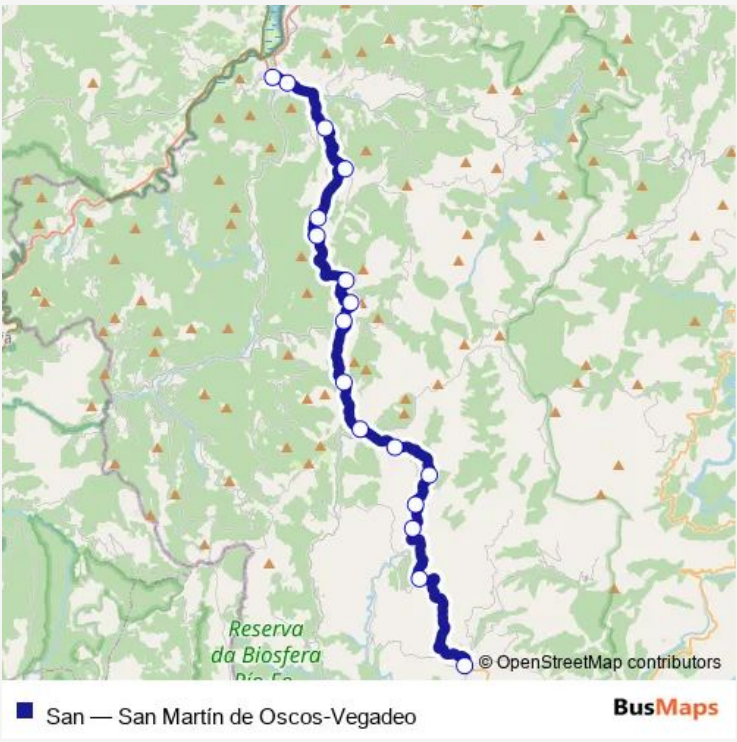 Reserva
da Biosfera
© OpenStreetMap contributors
San — San Martín de Oscos-Vegadeo
BusMaps